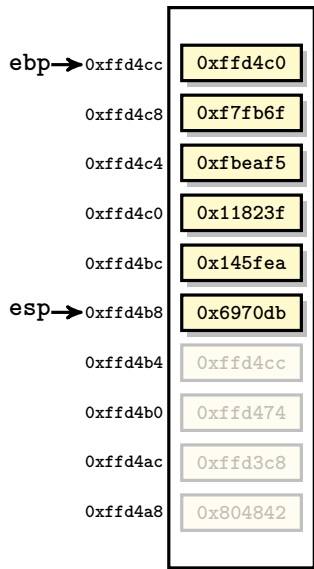 ebp 0xffd4cc 0xffd4c0
0xffd4c8 0xf7fb6f
0xffd4c4 0xfbeaf5
0xffd4c0 0x11823f
0xffd4bc 0x145fea
esp 0xffd4b8 0x6970db
0xffd4b4 0xffd4cc
0xffd4b0 0xffd474
0xffd4ac 0xffd3c8
0xffd4a8 0x804842